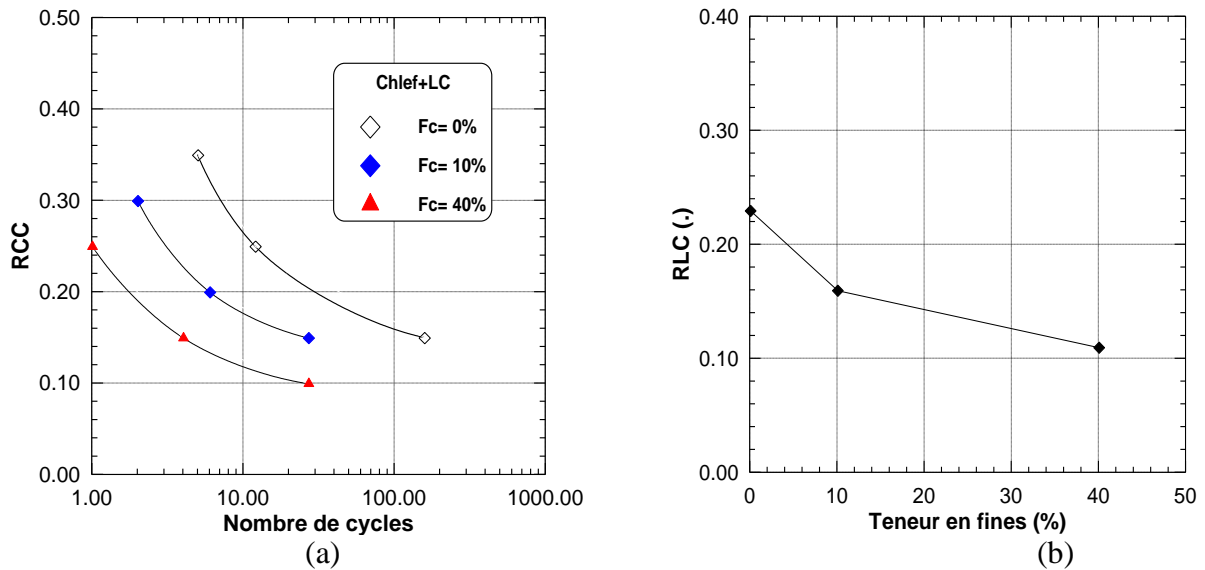 0.50
0.40
0.30
0.20
0.10
0.00
RCC
Chlef+LC
Fc= 0%
Fc= 10%
Fc= 40%
1.00 10.00 100.00 1000.00
Nombre de cycles
(a)
0.40
0.30
0.20
0.10
0.00
RLC (.)
0 10 20 30 40 50
Teneur en fines (%)
(b)